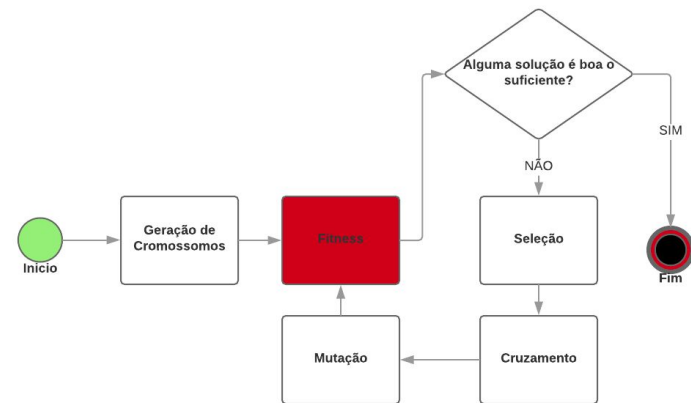 Alguma solução é boa o
suficiente?
SIM
NÃO
Geração de
Cromossomos
Fitness
Seleção
Início
Fim
Mutação
Cruzamento